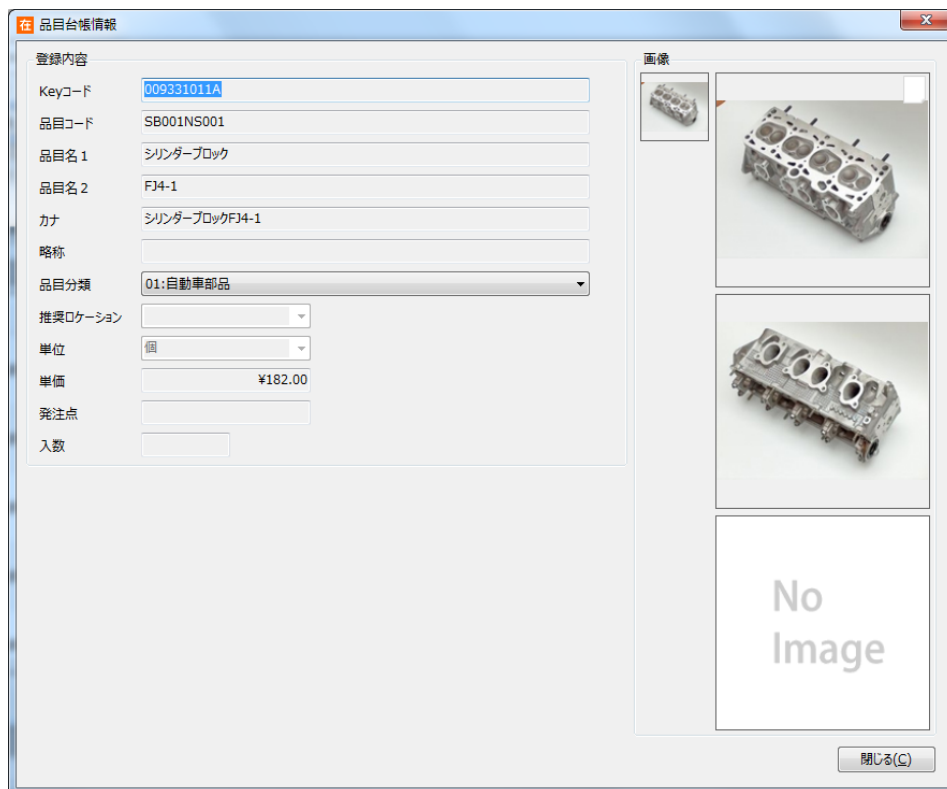 在 品目台帳情報
登録内容
Keyコード 009331011A
品目コード SB001NS001
品目名1 シリンダーブロック
品目名2 FJ4-1
カナ シリンダーブロックFJ4-1
略称
品目分類 01:自動車部品
推奨ロケーション
単位 個
単価 ¥182.00
発注点
入数
画像
No
Image
閉じる(C)